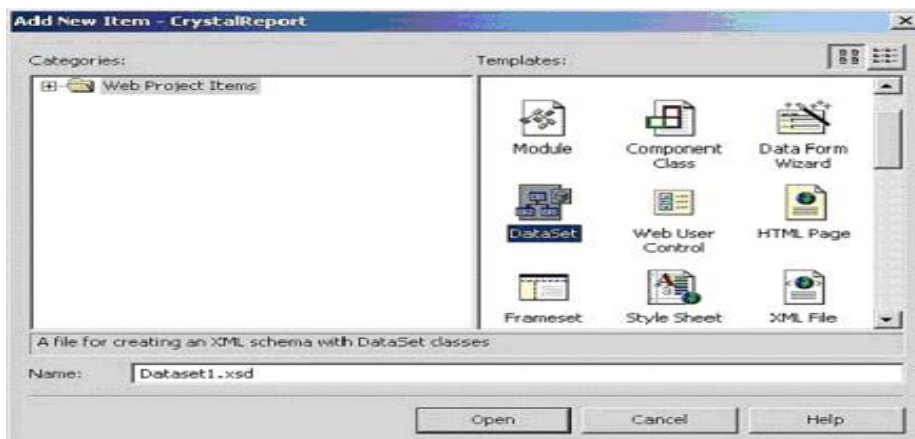 Add New Item - CrystalReport
Categories:
Templates:
Web Project Items
Module
Component Class
Data Form Wizard
DataSet
Web User Control
HTML Page
Frameset
Style Sheet
XML File
A file for creating an XML schema with DataSet classes
Name:
Dataset1.xsd
Open
Cancel
Help